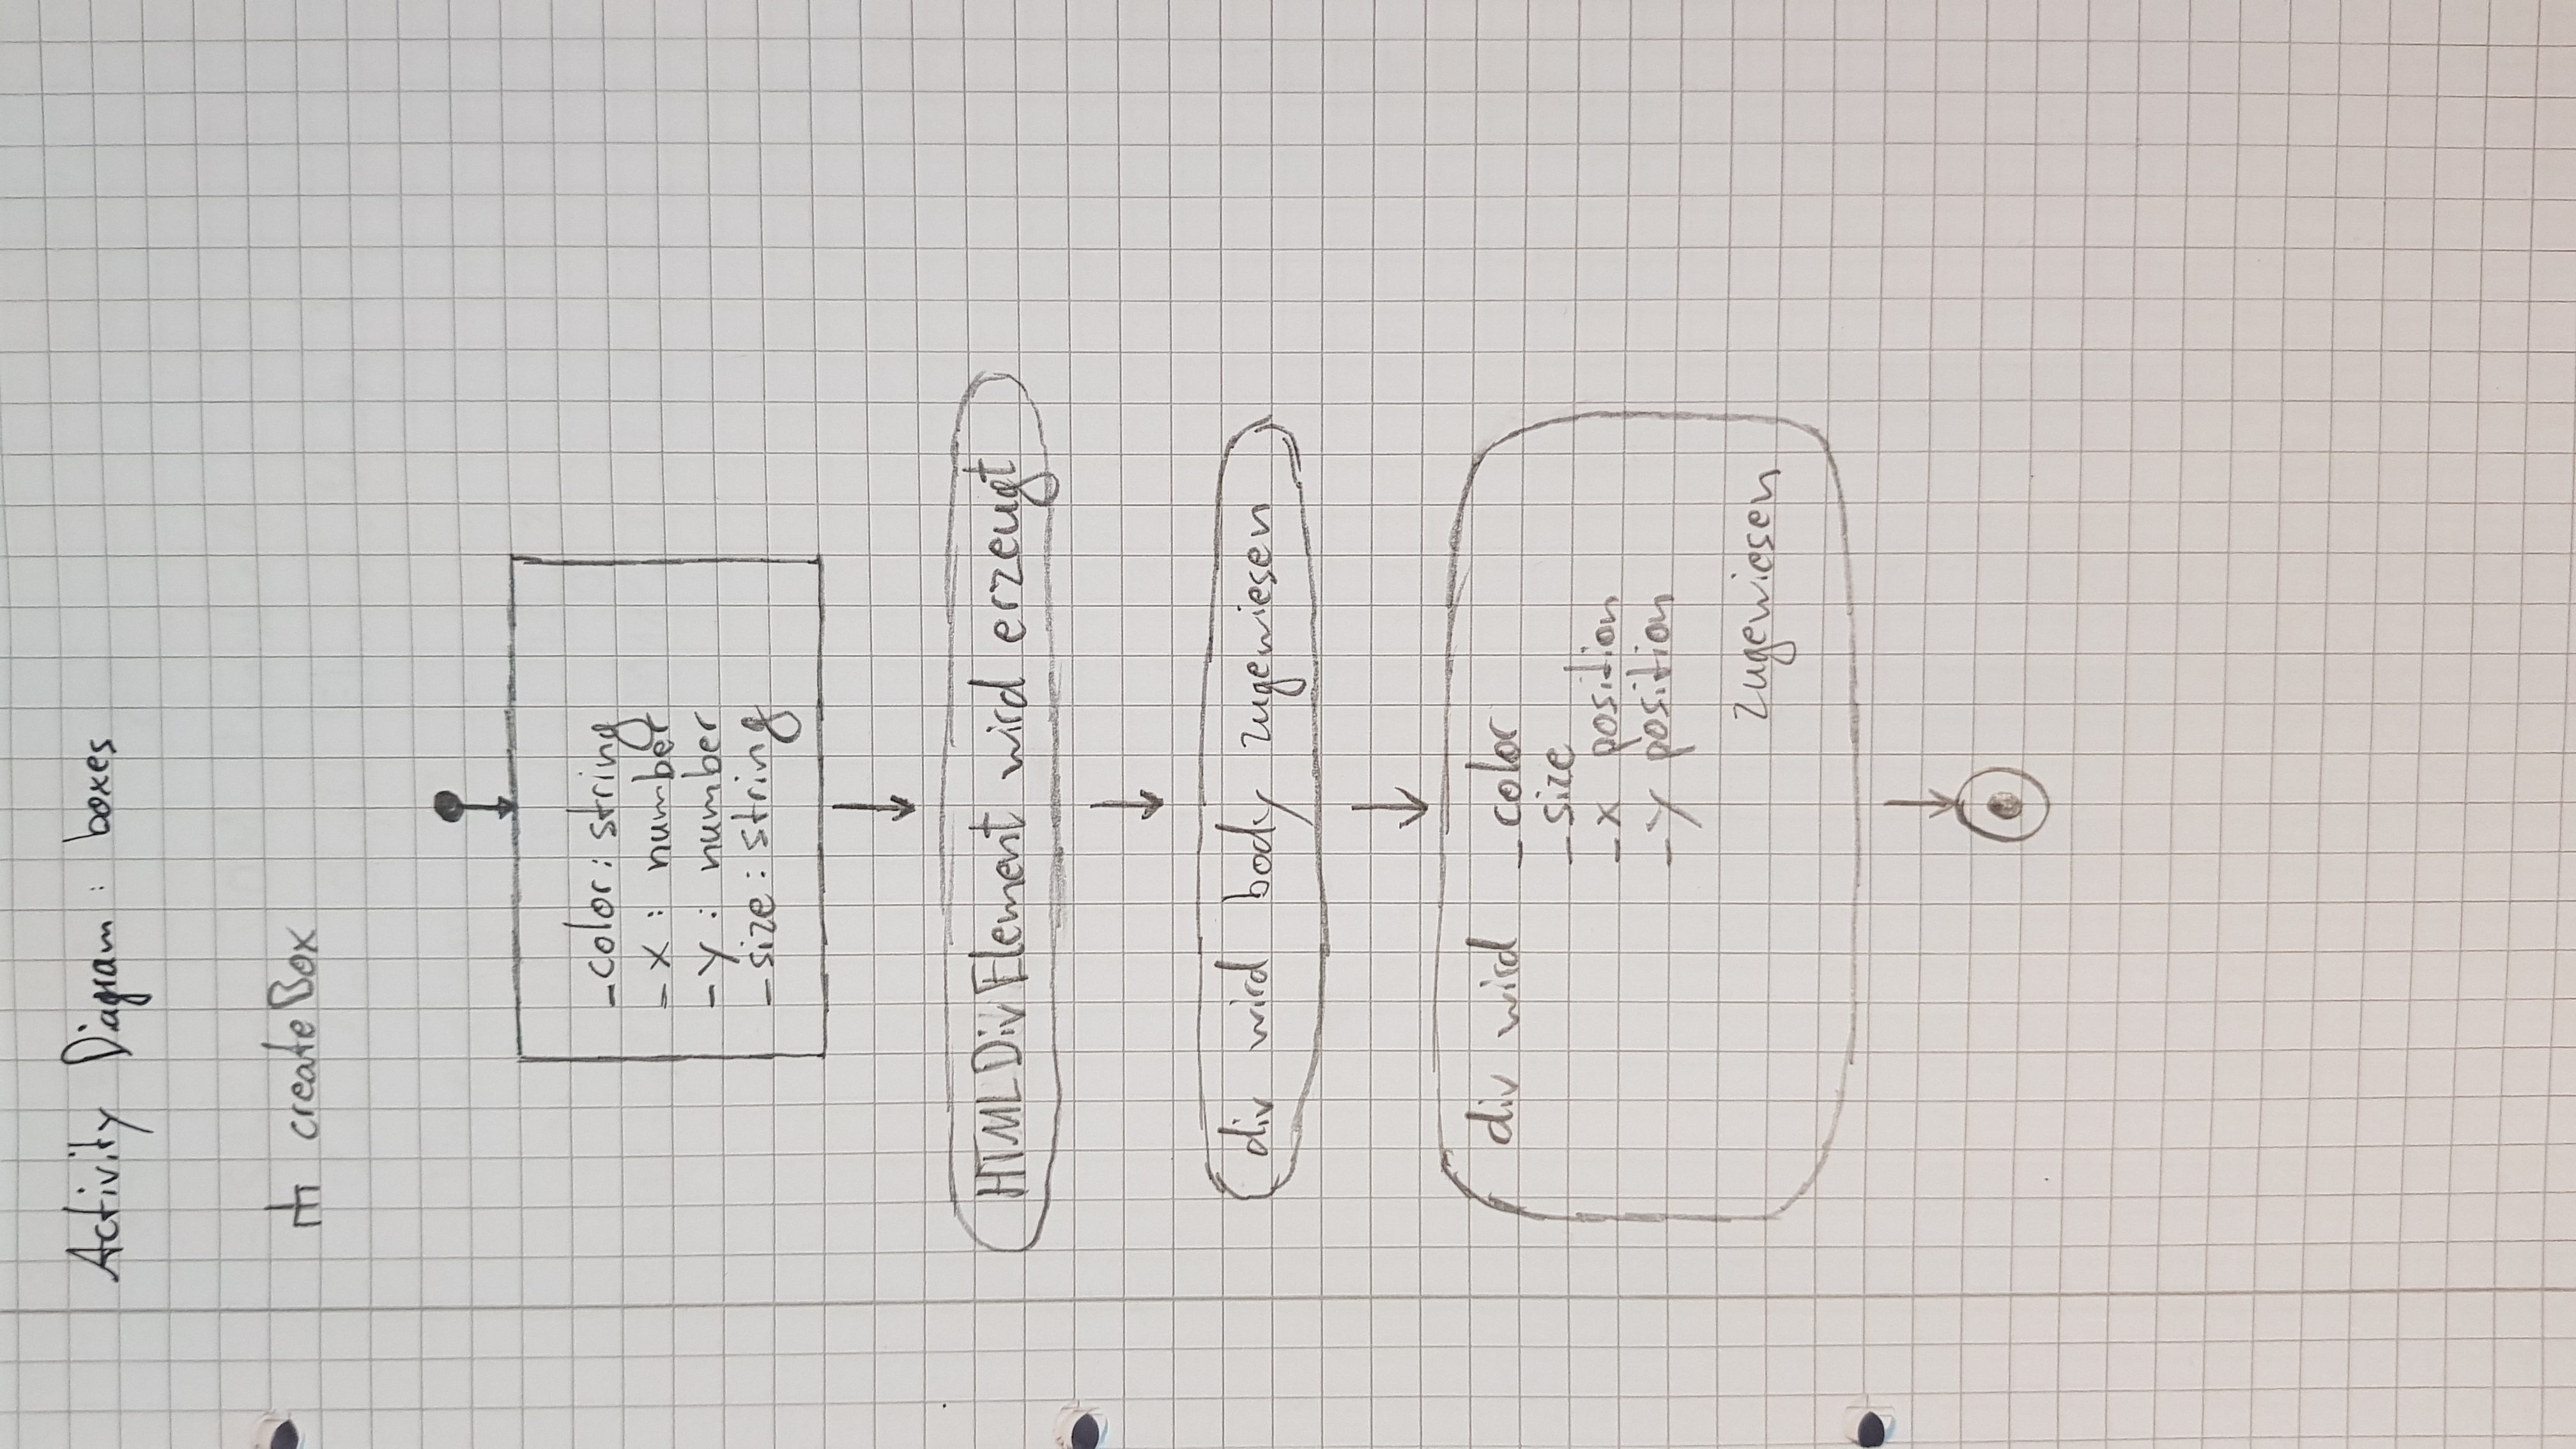 Activity Diagram: boxes
createBox
_color: string
_x: number
_y: number
_size: string
HTMLDivElement wird erzeugt
div wird body zugewiesen
div wird _color
_size
_x position
_y position
zugewiesen